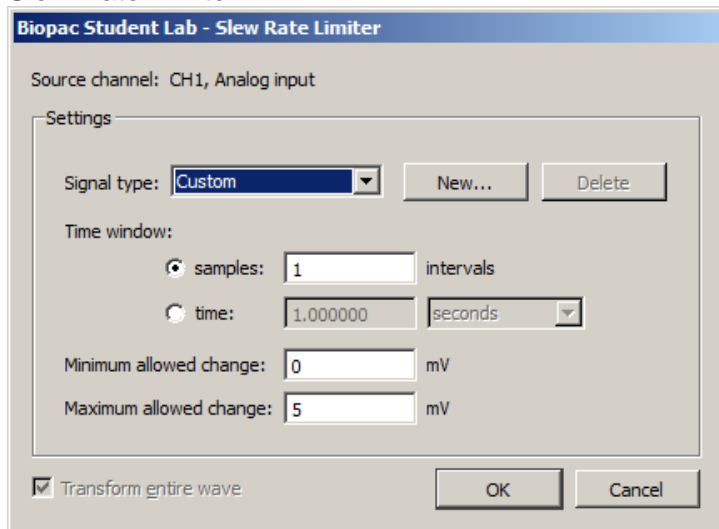 Biopac Student Lab - Slew Rate Limiter
Source channel: CH1, Analog input
Settings
Signal type: Custom New... Delete
Time window:
samples: 1 intervals
time: 1.000000 seconds
Minimum allowed change: 0 mV
Maximum allowed change: 5 mV
Transform entire wave OK Cancel